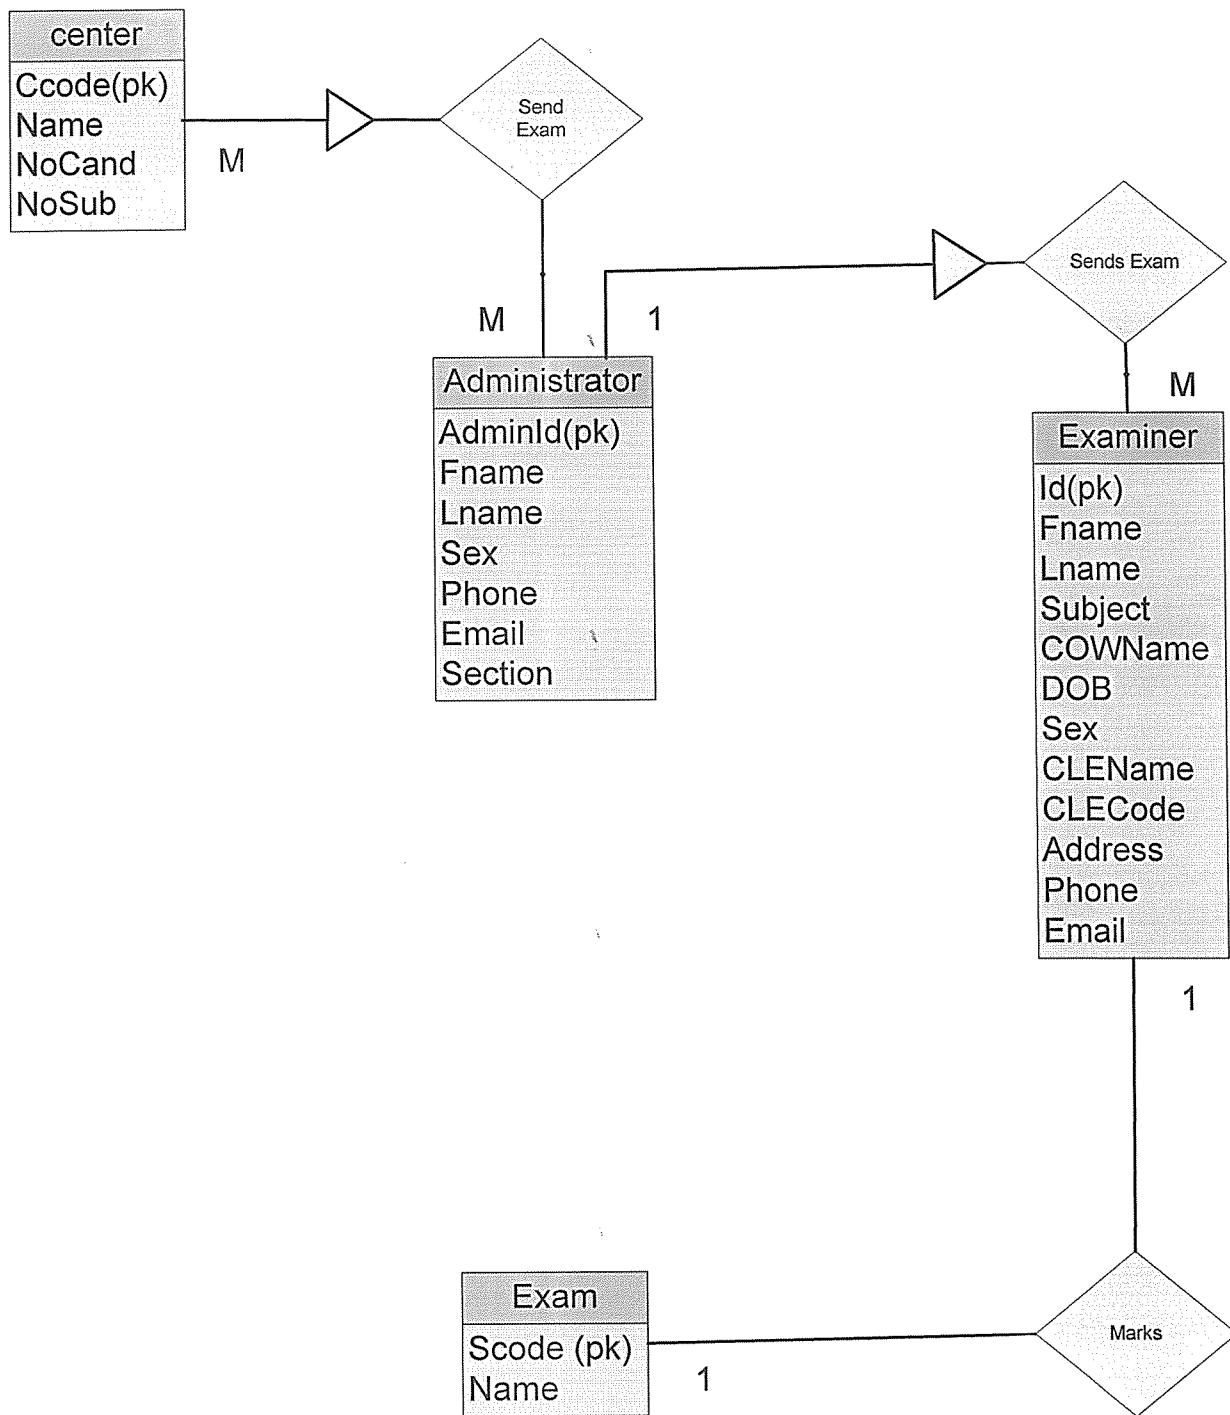 center
Ccode(pk)
Name
NoCand
NoSub
M
Send
Exam
M
1
Sends Exam
M
Administrator
AdminId(pk)
Fname
Lname
Sex
Phone
Email
Section
Examiner
Id(pk)
Fname
Lname
Subject
COWName
DOB
Sex
CLEName
CLECode
Address
Phone
Email
1
Exam
Scode (pk)
Name
1
Marks